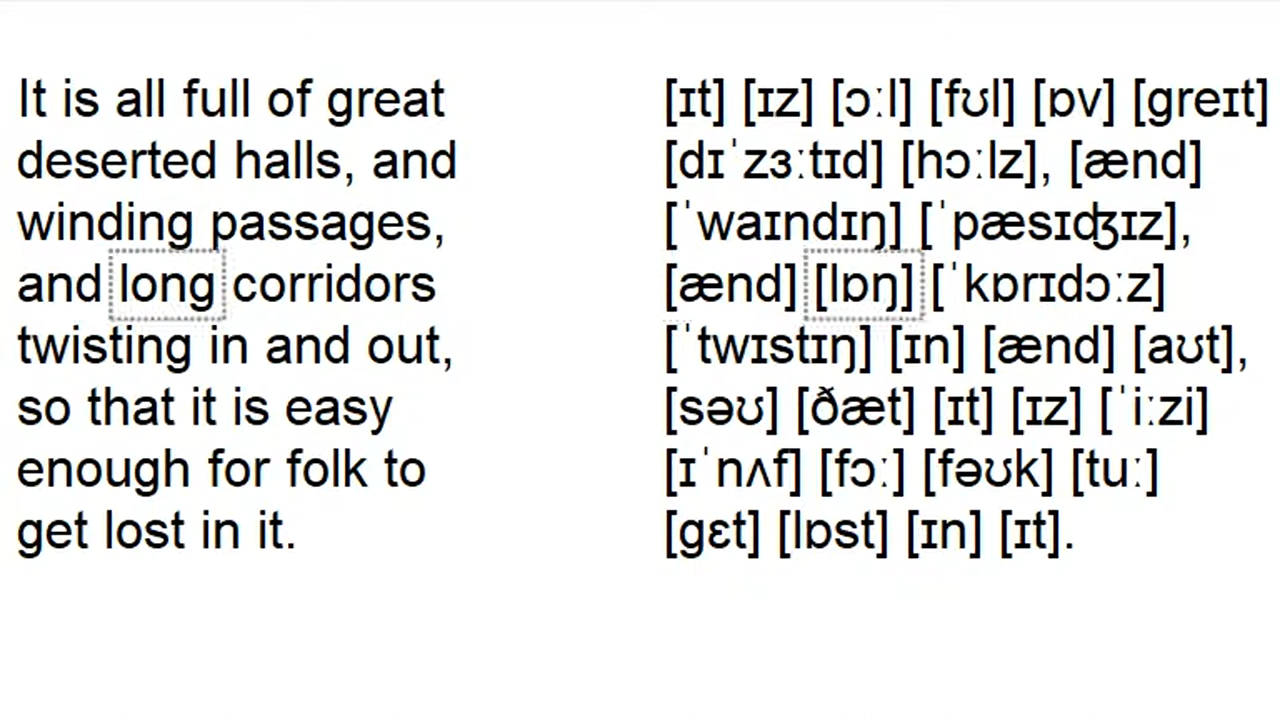 It is all full of great
deserted halls, and
winding passages,
and long corridors
twisting in and out,
so that it is easy
enough for folk to
get lost in it.
[ɪt] [ɪz] [ɔːl] [fʊl] [ɒv] [greɪt]
[dɪˈzɜːtɪd] [hɔːlz], [ænd]
[ˈwaɪndɪŋ] [ˈpæsɪʤɪz],
[ænd] [lɒŋ] [ˈkɒrɪdɔːz]
[ˈtwɪstɪŋ] [ɪn] [ænd] [aʊt],
[səʊ] [ðæt] [ɪt] [ɪz] [ˈiːzi]
[ɪˈnʌf] [fɔː] [fəʊk] [tuː]
[gɛt] [lɒst] [ɪn] [ɪt].